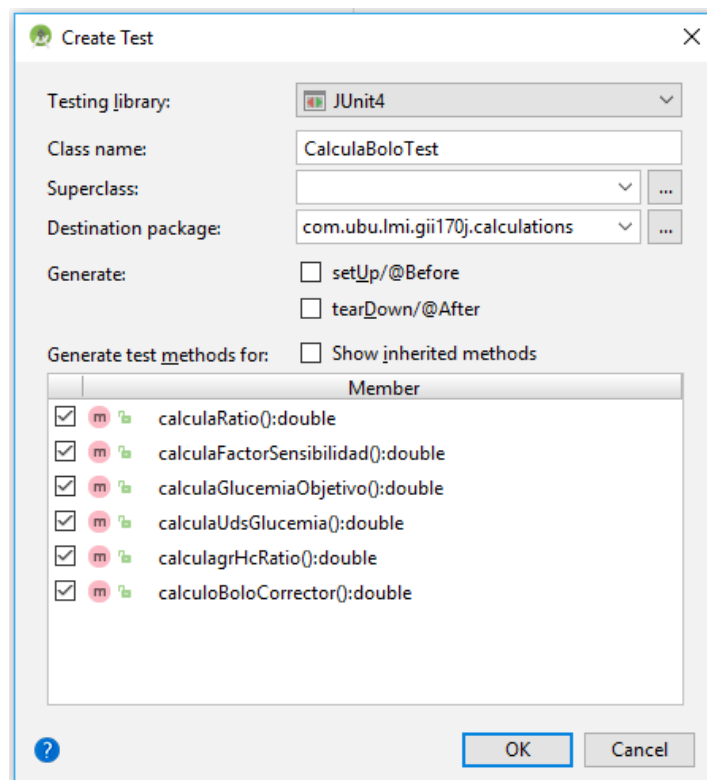 Create Test
Testing library: JUnit4
Class name: CalculaBoloTest
Superclass: ...
Destination package: com.ubu.lmi.gii170j.calculations ...
Generate: setUp/@Before
tearDown/@After
Generate test methods for: Show inherited methods
Member
m calculaRatio():double
m calculaFactorSensibilidad():double
m calculaGlucemiaObjetivo():double
m calculaUdsGlucemia():double
m calculagrHcRatio():double
m calculoBoloCorrector():double
? OK Cancel